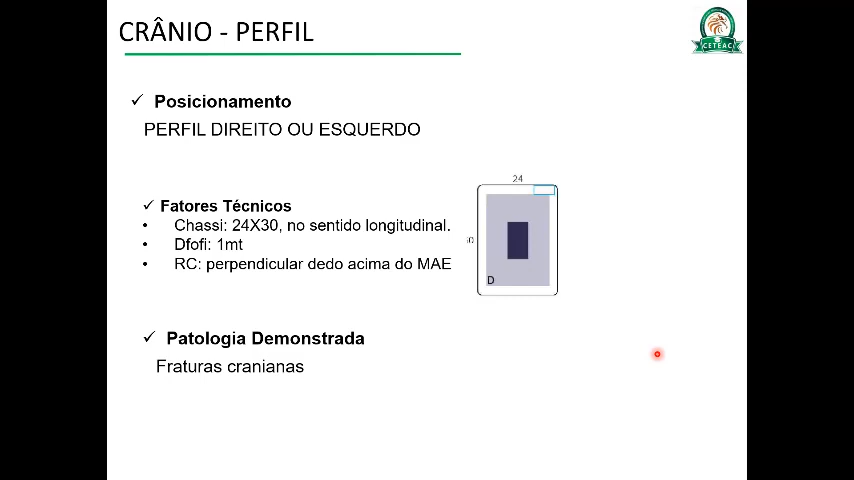 CRÂNIO - PERFIL
CETEAC
✓ Posicionamento
PERFIL DIREITO OU ESQUERDO
24
✓ Fatores Técnicos
• Chassi: 24X30, no sentido longitudinal.
• Dfofi: 1mt
• RC: perpendicular dedo acima do MAE
D
✓ Patologia Demonstrada
Fraturas cranianas